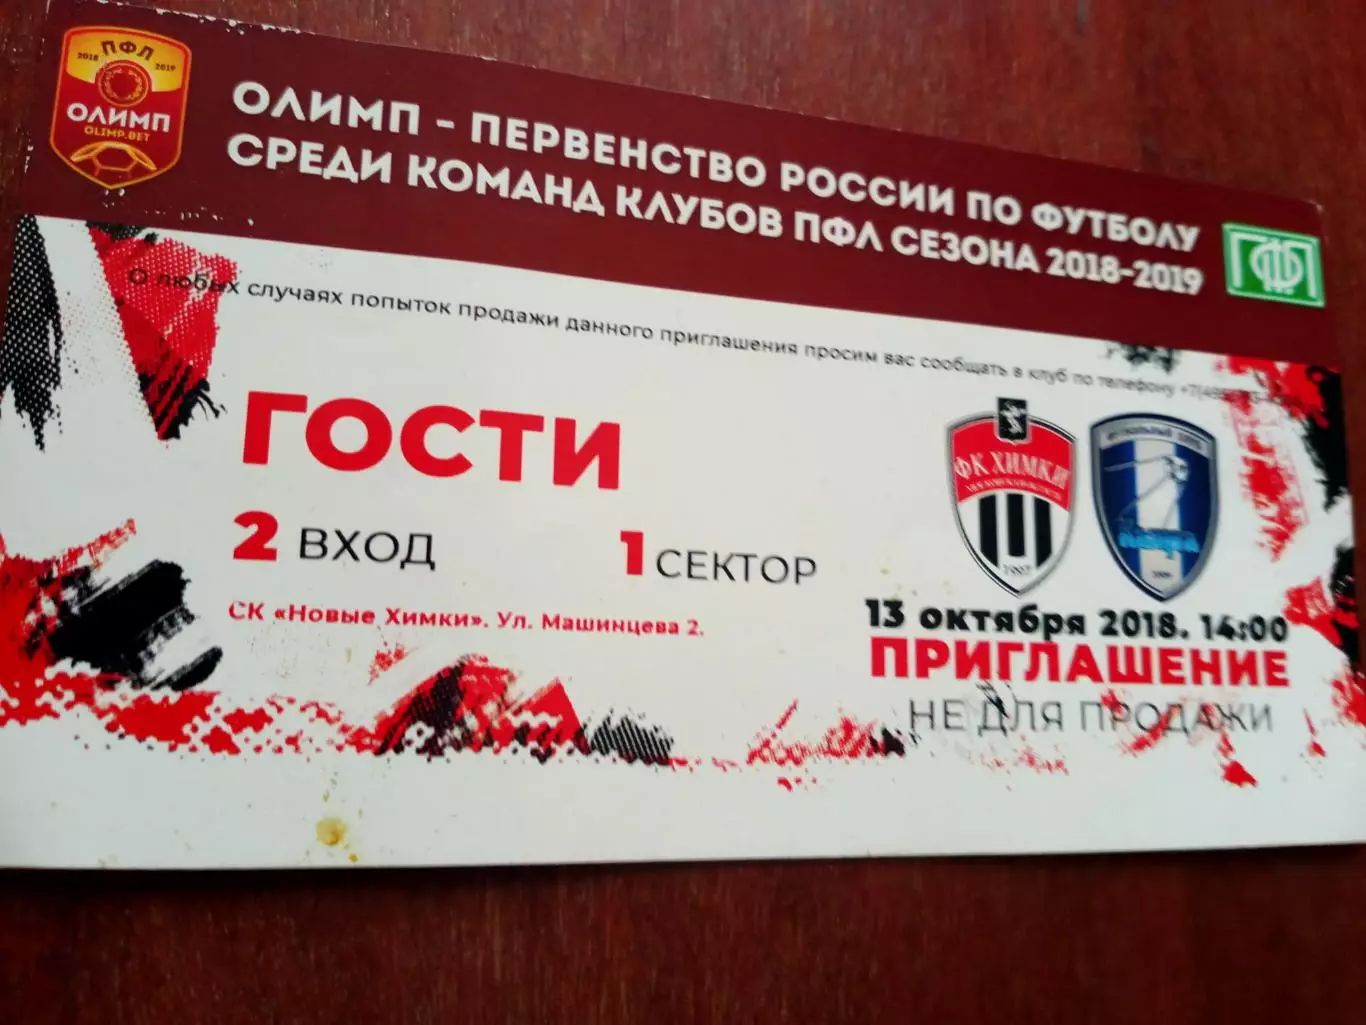 ПФЛ
2018 2019
ОЛИМП
OLIMP.BET
ОЛИМП - ПЕРВЕНСТВО РОССИИ ПО ФУТБОЛУ
СРЕДИ КОМАНД КЛУБОВ ПФЛ СЕЗОНА 2018-2019
ПФЛ
О любых случаях попыток продажи данного приглашения просим вас сообщать в клуб по телефону
ГОСТИ
2 ВХОД
1 СЕКТОР
СК «Новые Химки». Ул. Машинцева 2.
ФК ХИМКИ
1997
13 октября 2018. 14:00
ПРИГЛАШЕНИЕ
НЕ ДЛЯ ПРОДАЖИ